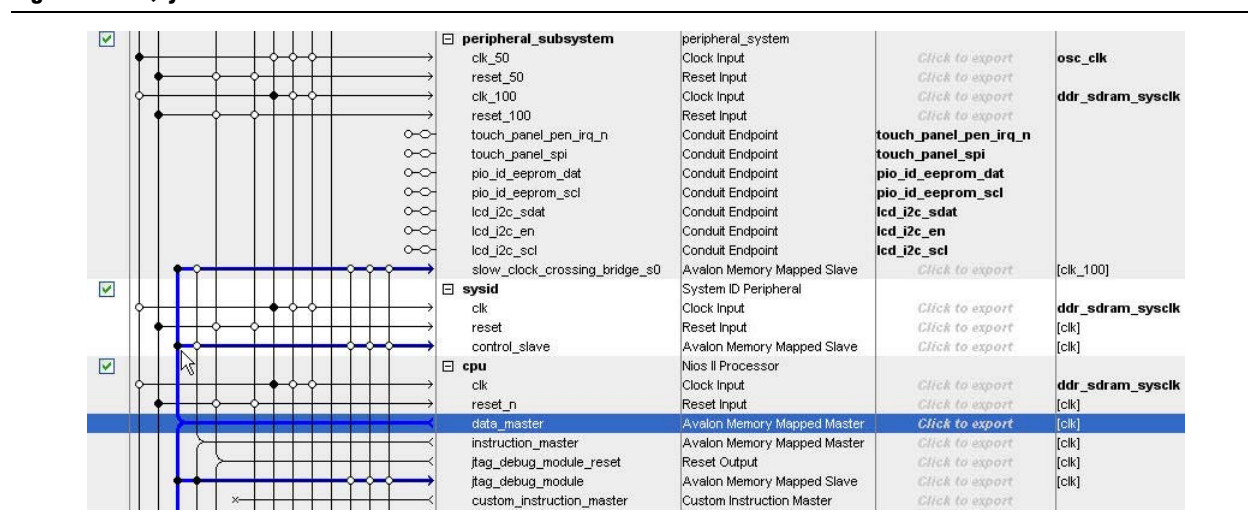 peripheral_subsystem peripheral_system
clk_50 Clock Input Click to export osc_clk
reset_50 Reset Input Click to export
clk_100 Clock Input Click to export ddr_sdram_sysclk
reset_100 Reset Input Click to export
touch_panel_pen_irq_n Conduit Endpoint touch_panel_pen_irq_n
touch_panel_spi Conduit Endpoint touch_panel_spi
pio_id_eeprom_dat Conduit Endpoint pio_id_eeprom_dat
pio_id_eeprom_scl Conduit Endpoint pio_id_eeprom_scl
lcd_i2c_sdat Conduit Endpoint lcd_i2c_sdat
lcd_i2c_en Conduit Endpoint lcd_i2c_en
lcd_i2c_scl Conduit Endpoint lcd_i2c_scl
slow_clock_crossing_bridge_s0 Avalon Memory Mapped Slave Click to export [clk_100]
sysid System ID Peripheral
clk Clock Input Click to export ddr_sdram_sysclk
reset Reset Input Click to export [clk]
control_slave Avalon Memory Mapped Slave Click to export [clk]
cpu Nios II Processor
clk Clock Input Click to export ddr_sdram_sysclk
reset_n Reset Input Click to export [clk]
data_master Avalon Memory Mapped Master Click to export [clk]
instruction_master Avalon Memory Mapped Master Click to export [clk]
jtag_debug_module_reset Reset Output Click to export [clk]
jtag_debug_module Avalon Memory Mapped Slave Click to export [clk]
custom_instruction_master Custom Instruction Master Click to export